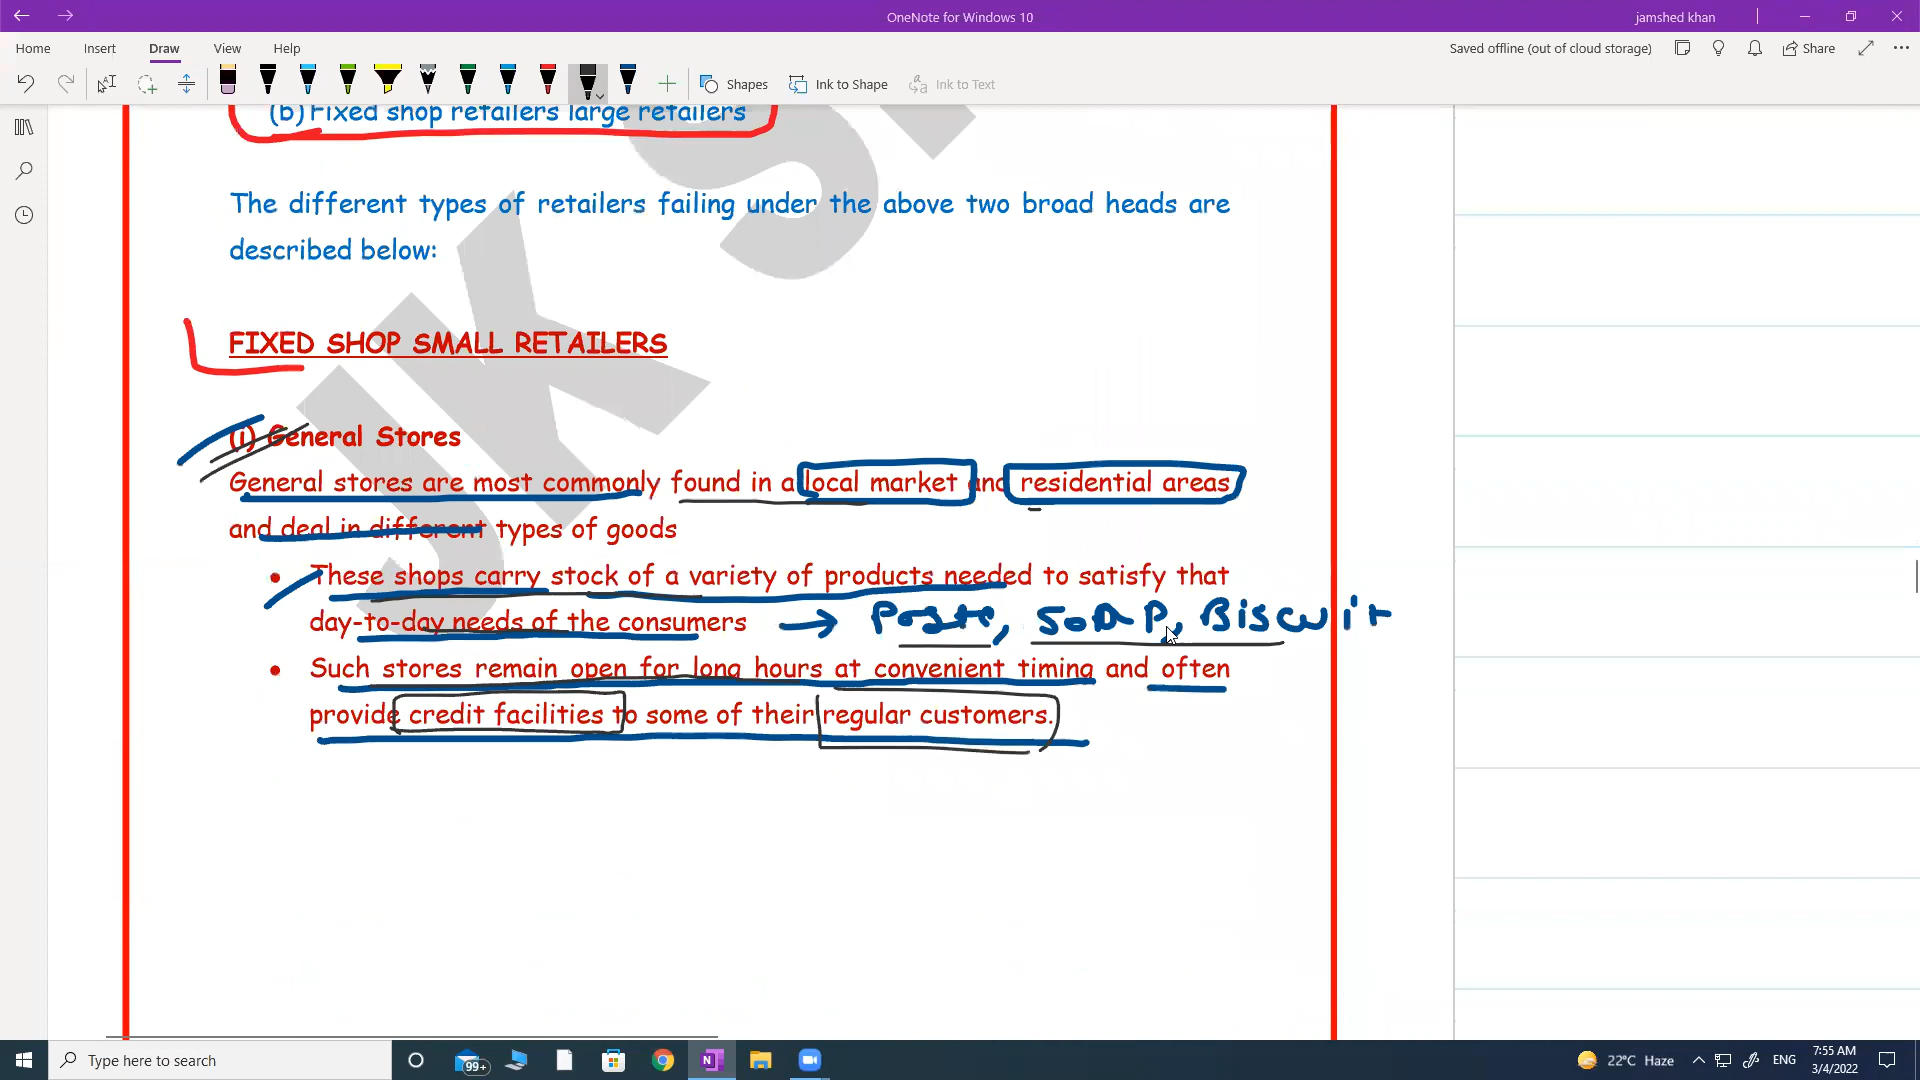 OneNote for Windows 10
jamshed khan
Home Insert Draw View Help
Saved offline (out of cloud storage)
Share
Shapes
Ink to Shape
Ink to Text
(b) Fixed shop retailers large retailers
The different types of retailers failing under the above two broad heads are
described below:
FIXED SHOP SMALL RETAILERS
(i) General Stores
General stores are most commonly found in a local market and residential areas
and deal in different types of goods
• These shops carry stock of a variety of products needed to satisfy that
day-to-day needs of the consumers → Paste, Soap, Biscuit
• Such stores remain open for long hours at convenient timing and often
provide credit facilities to some of their regular customers.
JK S
Type here to search
99+
22°C Haze
ENG
7:55 AM
3/4/2022